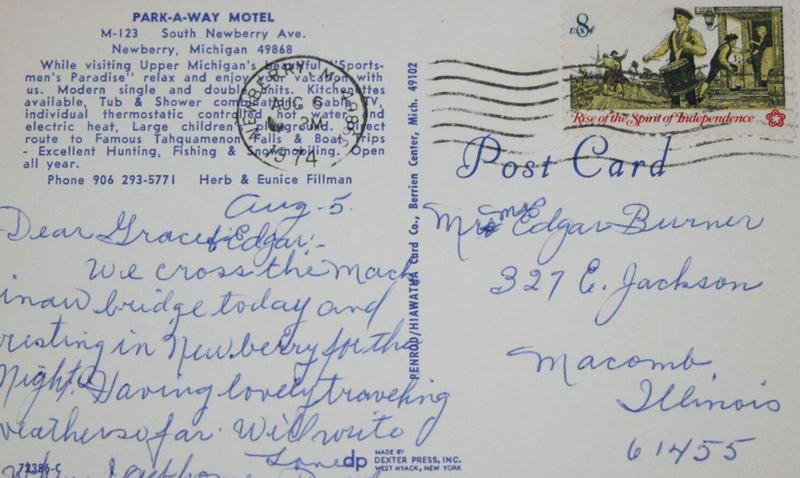 PARK-A-WAY MOTEL
M-123 South Newberry Ave.
Newberry, Michigan 49868
While visiting Upper Michigan's beautiful "Sports-
men's Paradise" relax and enjoy your vacation with
us. Modern single and double units. Kitchenettes
available, Tub & Shower combination, Cable TV,
individual thermostatic controlled hot water and
electric heat, Large children's playground. Direct
route to Famous Tahquamenon Falls & Boat Trips
- Excellent Hunting, Fishing & Snowmobiling. Open
all year.
Phone 906 293-5771 Herb & Eunice Fillman
NEWBERRY, MI 498
AUG 6
PM
1974
8c
US
Rise of the Spirit of Independence
Post Card
Aug-5.
Dear Grace & Edgar:-
We cross the Mack
inaw bridge today and
resting in Newberry for the
Night. Having lovely traveling
weather so far. Will write
Love
72386-C
PENROD/HIAWATHA Card Co., Berrien Center, Mich. 49102
dp MADE BY
DEXTER PRESS, INC.
WEST NYACK, NEW YORK
Mr & Mrs Edgar Burner
327 E. Jackson
Macomb
Illinois
61455